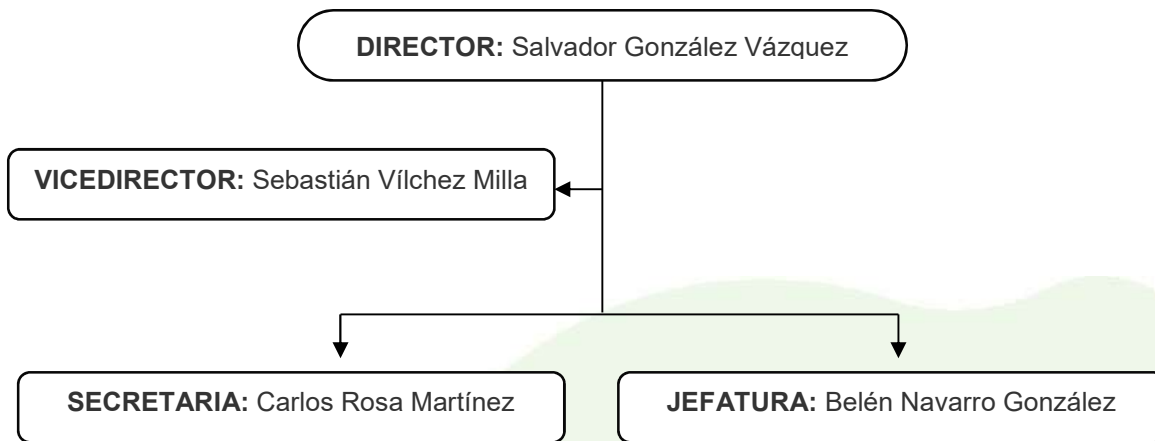 DIRECTOR: Salvador González Vázquez
VICEDIRECTOR: Sebastián Vílchez Milla
SECRETARIA: Carlos Rosa Martínez
JEFATURA: Belén Navarro González